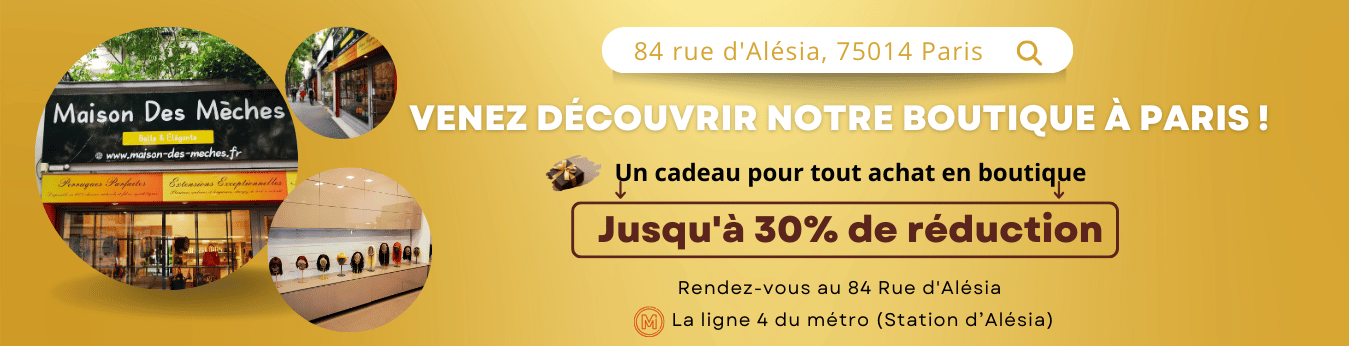 84 rue d'Alésia, 75014 Paris
VENEZ DÉCOUVRIR NOTRE BOUTIQUE À PARIS !
Un cadeau pour tout achat en boutique
Jusqu'à 30% de réduction
Rendez-vous au 84 Rue d'Alésia
M La ligne 4 du métro (Station d’Alésia)
Maison Des Mèches
www.maison-des-meches.fr
Perruques Parfaites
Extensions Exceptionnelles